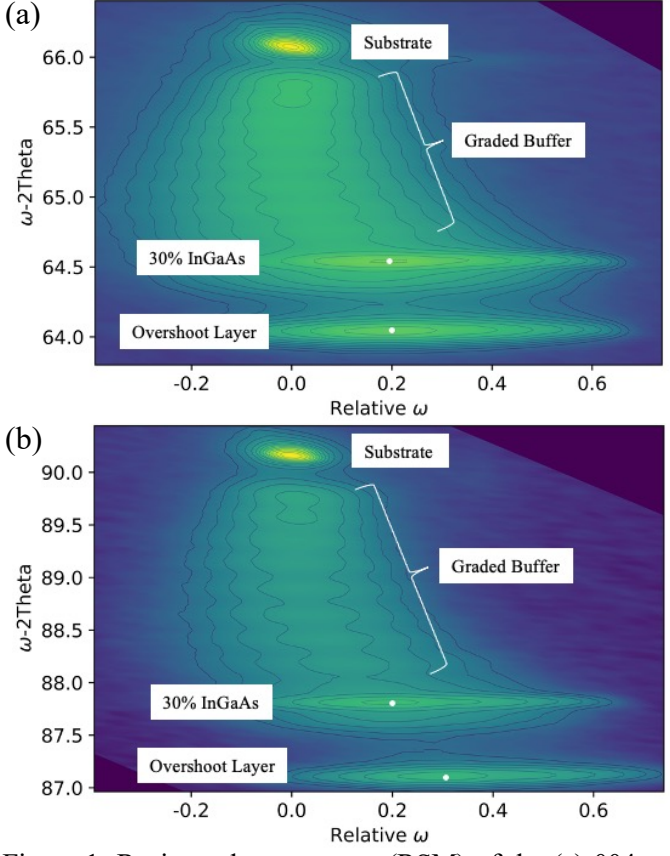 (a)
Substrate
66.0
Graded Buffer
65.5
ω-2Theta
65.0
30% InGaAs
64.5
Overshoot Layer
64.0
-0.2 0.0 0.2 0.4 0.6
Relative ω
(b)
Substrate
90.0
89.5
Graded Buffer
89.0
ω-2Theta
88.5
88.0
30% InGaAs
87.5
Overshoot Layer
87.0
-0.2 0.0 0.2 0.4 0.6
Relative ω